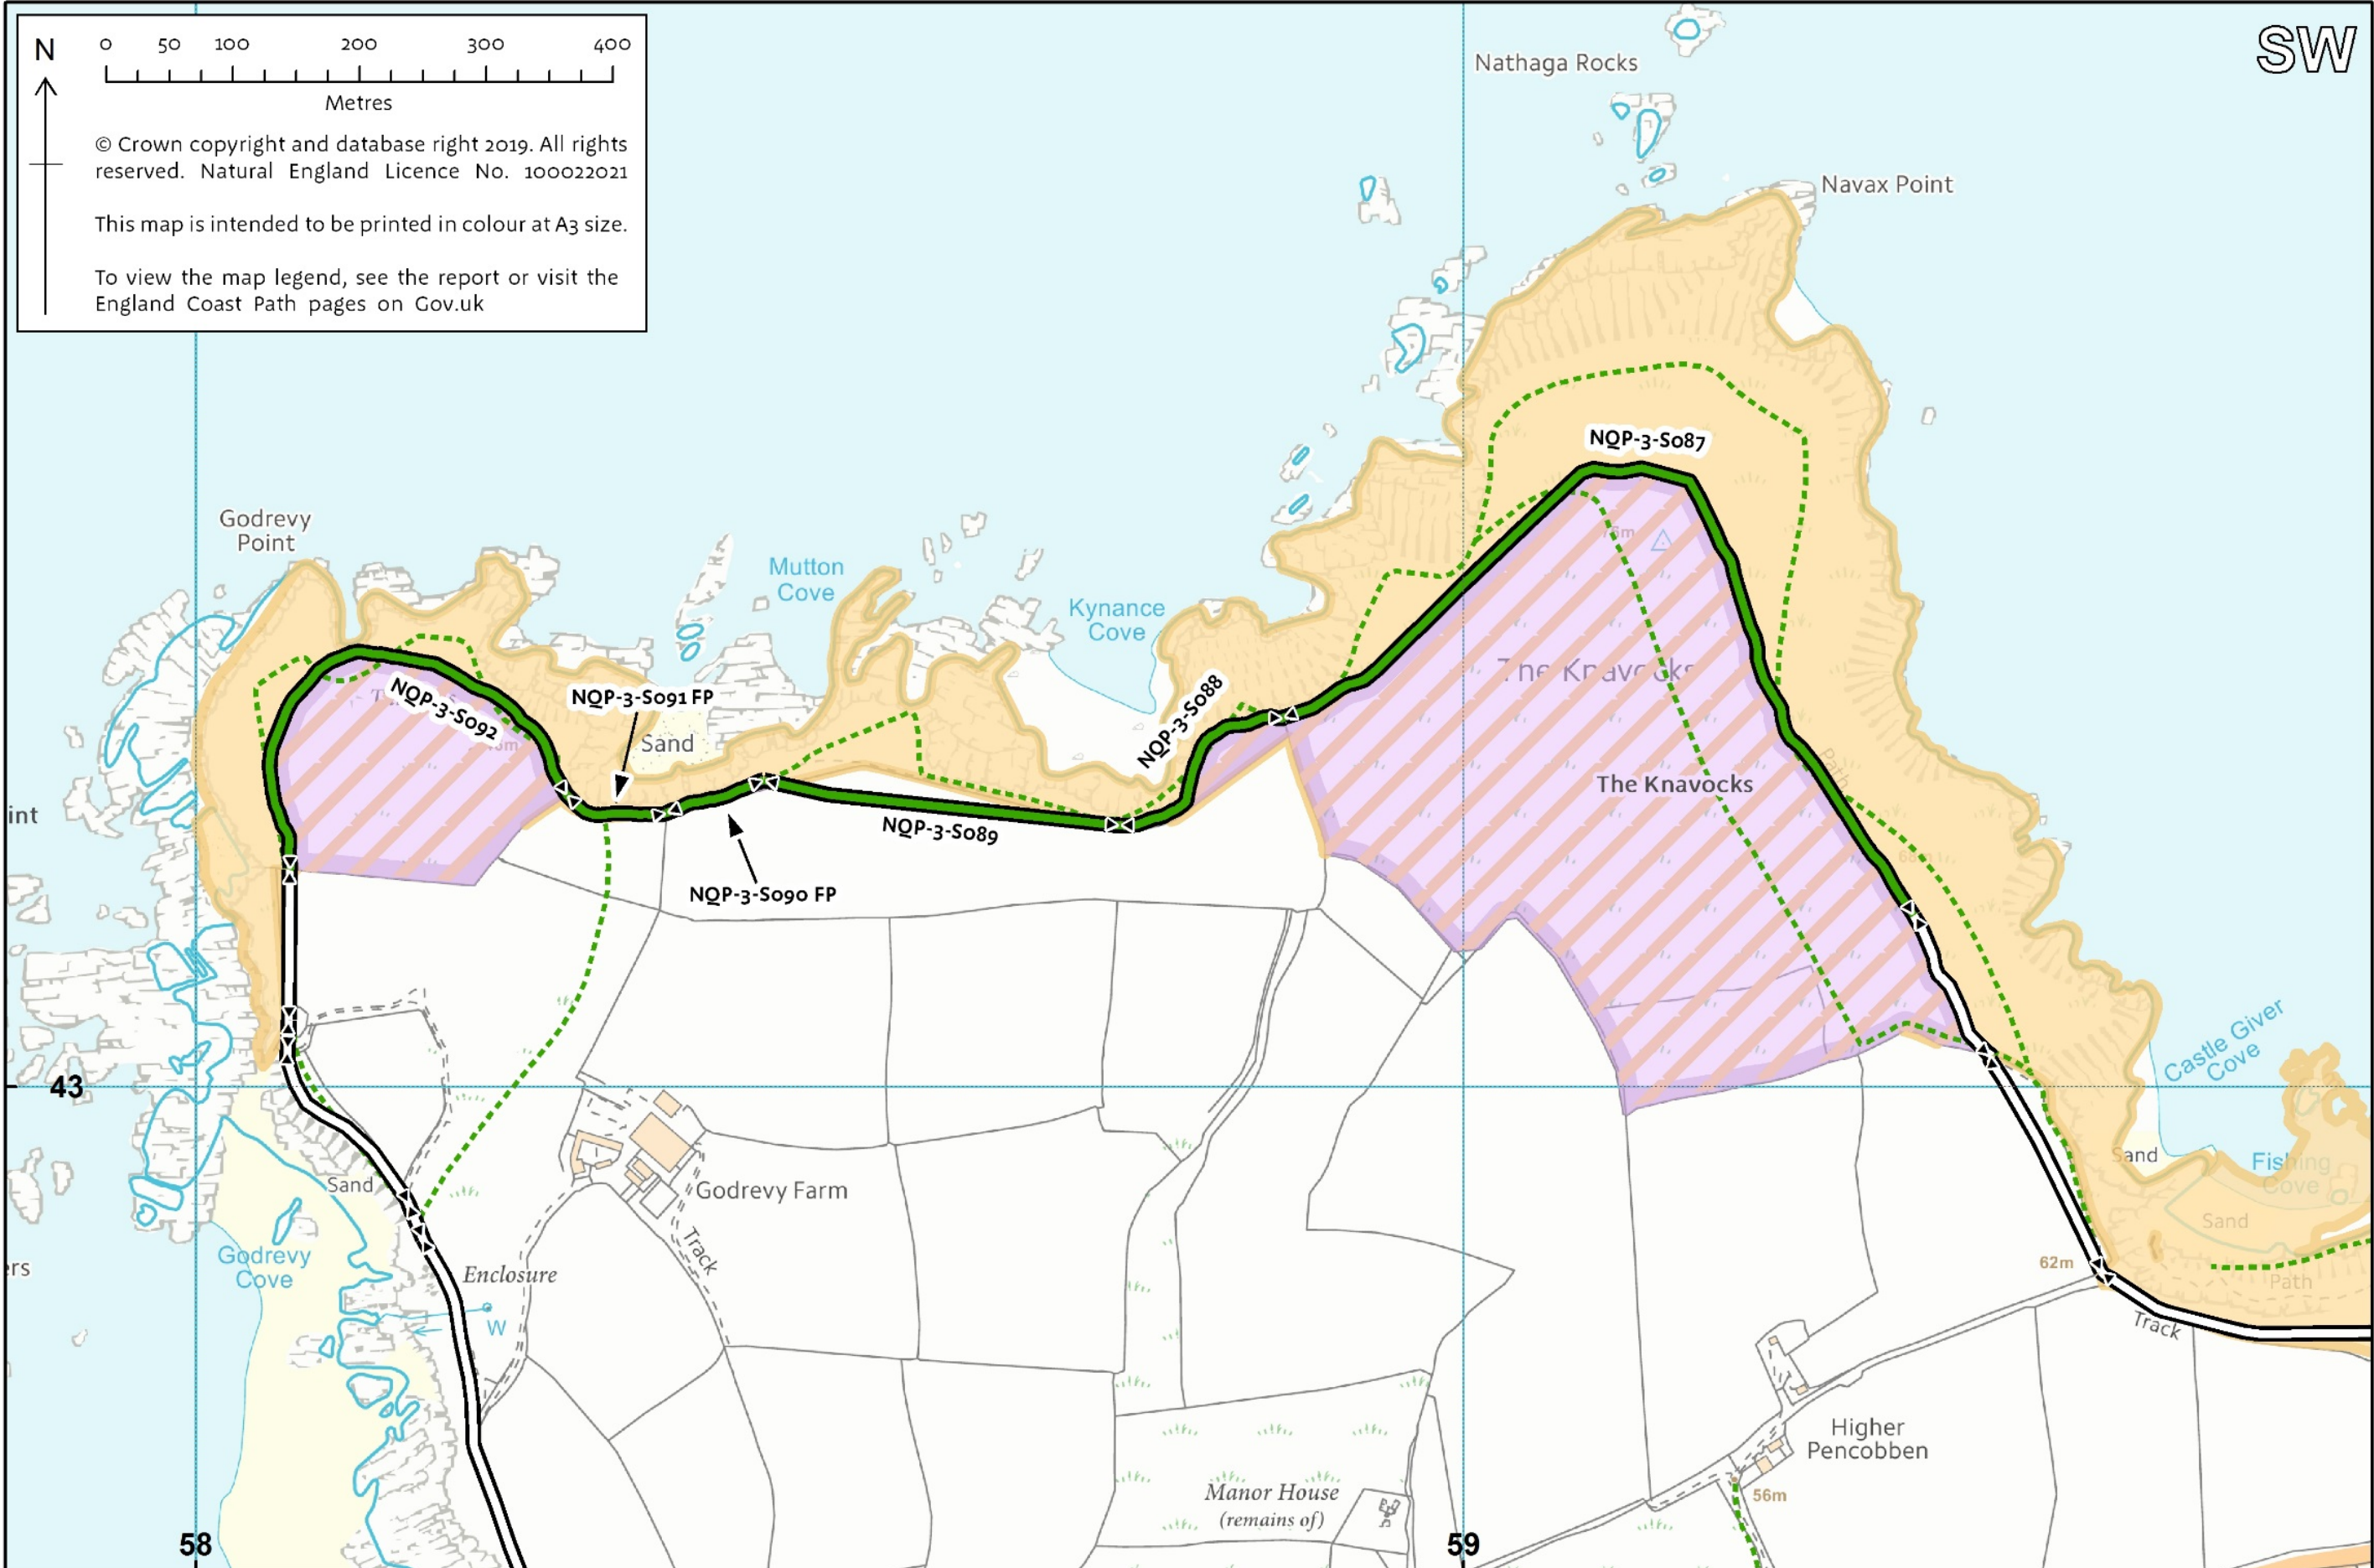 SW
N
0 50 100 200 300 400
Metres
© Crown copyright and database right 2019. All rights
reserved. Natural England Licence No. 100022021
This map is intended to be printed in colour at A3 size.
To view the map legend, see the report or visit the
England Coast Path pages on Gov.uk
Nathaga Rocks
Navax Point
NQP-3-S087
Godrevy
Point
Mutton
Cove
Kynance
Cove
76m
NQP-3-S088
The Knavocks
NQP-3-S092
NQP-3-S091 FP
Sand
Path
The Knavocks
int
NQP-3-S089
NQP-3-S090 FP
Castle Giver
Cove
43
Sand
Fishing
Cove
Sand
Godrevy Farm
Sand
Track
Godrevy
Cove
ers
Enclosure
62m
Path
W
Track
Higher
Pencobben
Manor House
(remains of)
56m
58
59